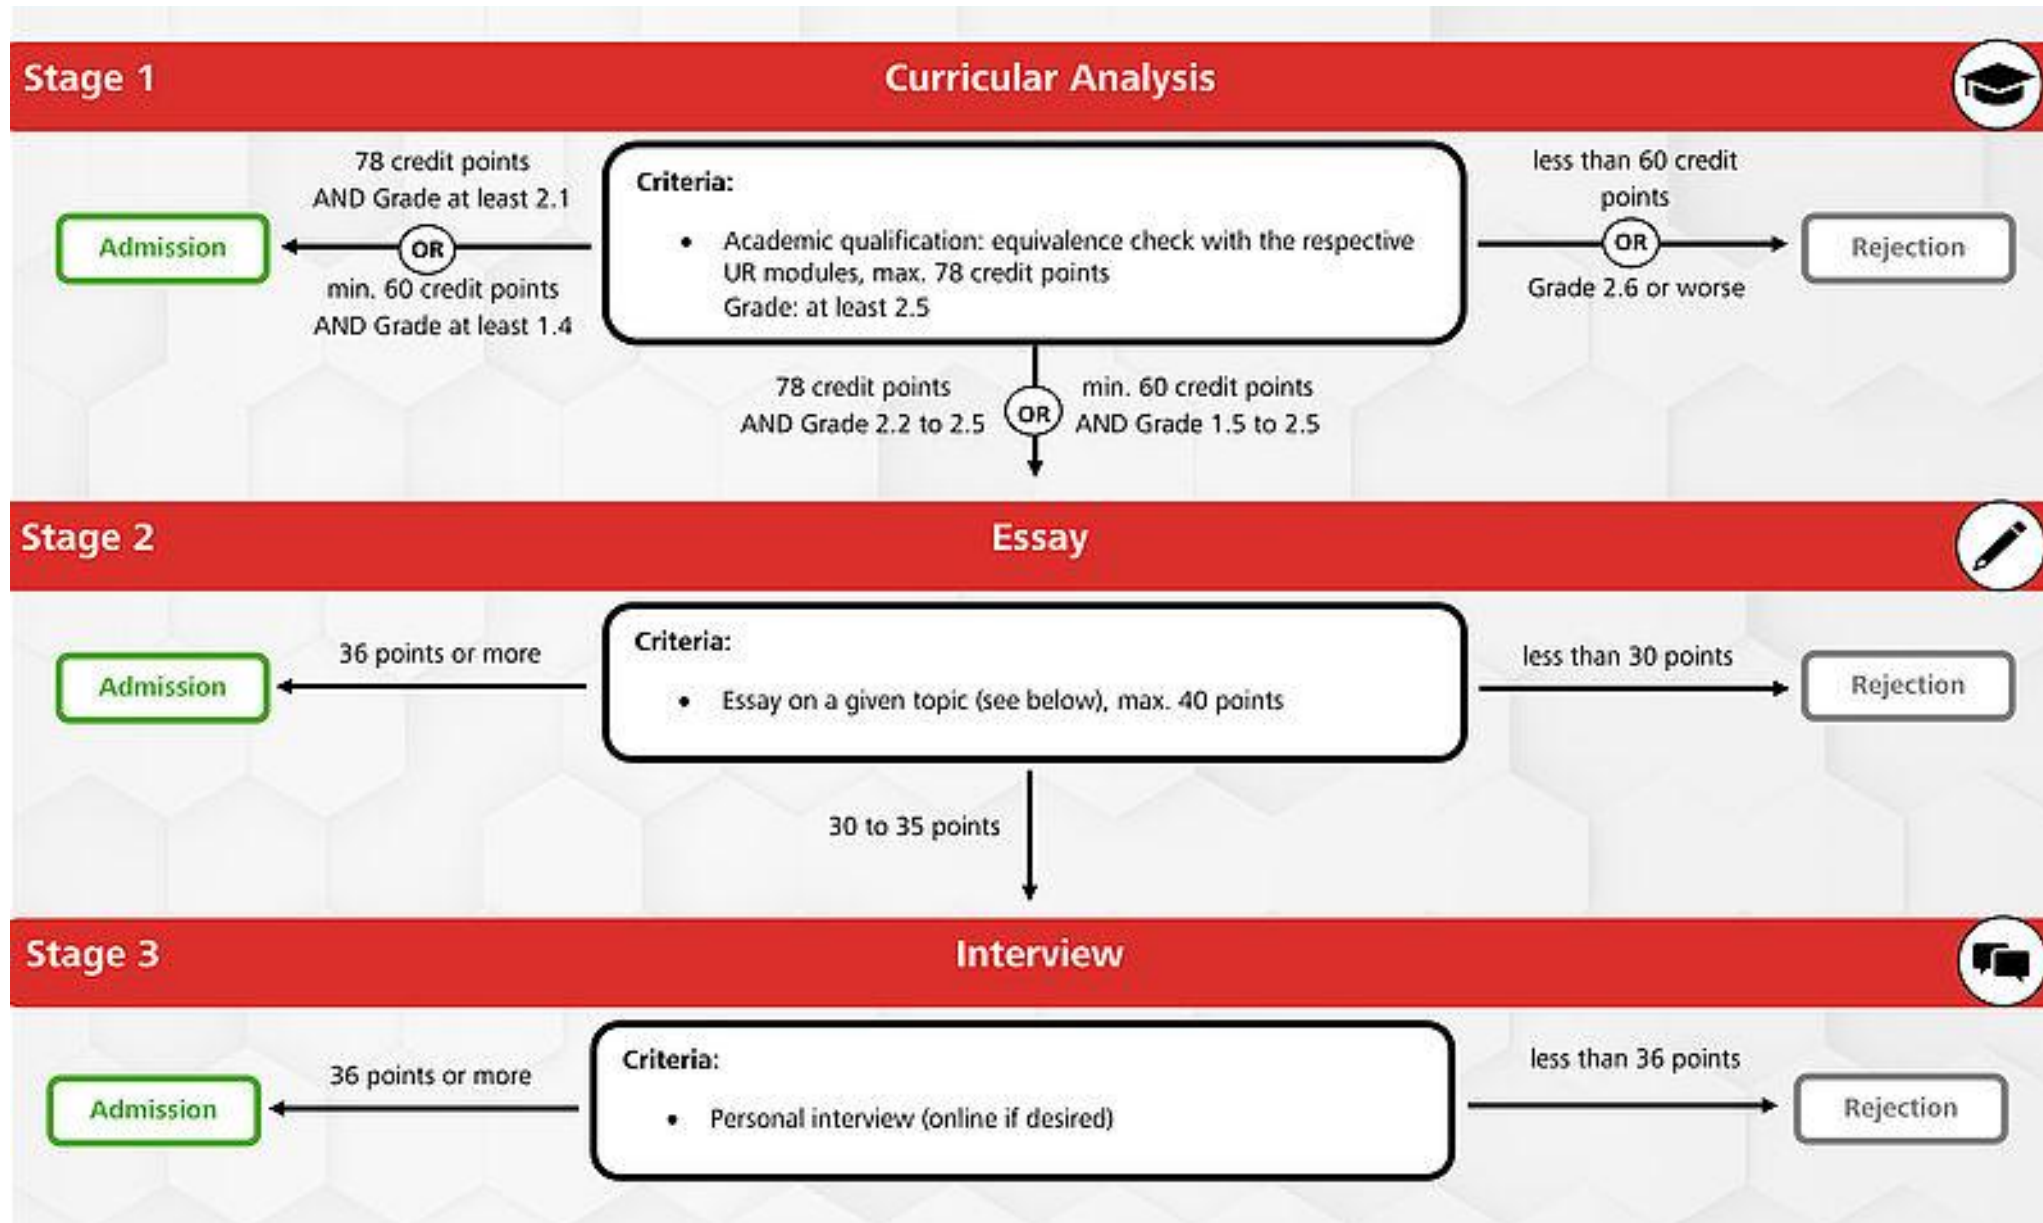 Stage 1
Curricular Analysis
78 credit points
AND Grade at least 2.1
OR
min. 60 credit points
AND Grade at least 1.4
Admission
Criteria:
• Academic qualification: equivalence check with the respective
UR modules, max. 78 credit points
Grade: at least 2.5
less than 60 credit
points
OR
Grade 2.6 or worse
Rejection
78 credit points
AND Grade 2.2 to 2.5
OR
min. 60 credit points
AND Grade 1.5 to 2.5
Stage 2
Essay
Admission
36 points or more
Criteria:
• Essay on a given topic (see below), max. 40 points
less than 30 points
Rejection
30 to 35 points
Stage 3
Interview
Admission
36 points or more
Criteria:
• Personal interview (online if desired)
less than 36 points
Rejection